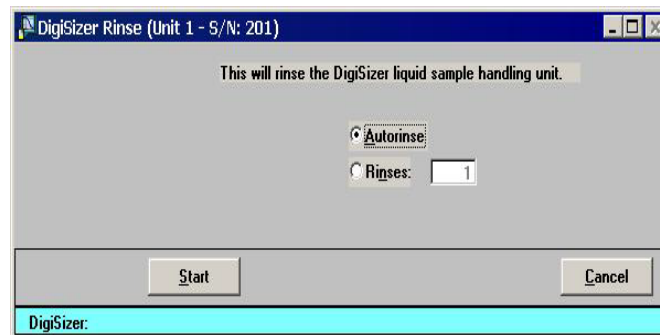 DigiSizer Rinse (Unit 1 - S/N: 201)
This will rinse the DigiSizer liquid sample handling unit.
Autorinse
Rinses: 1
Start Cancel
DigiSizer: